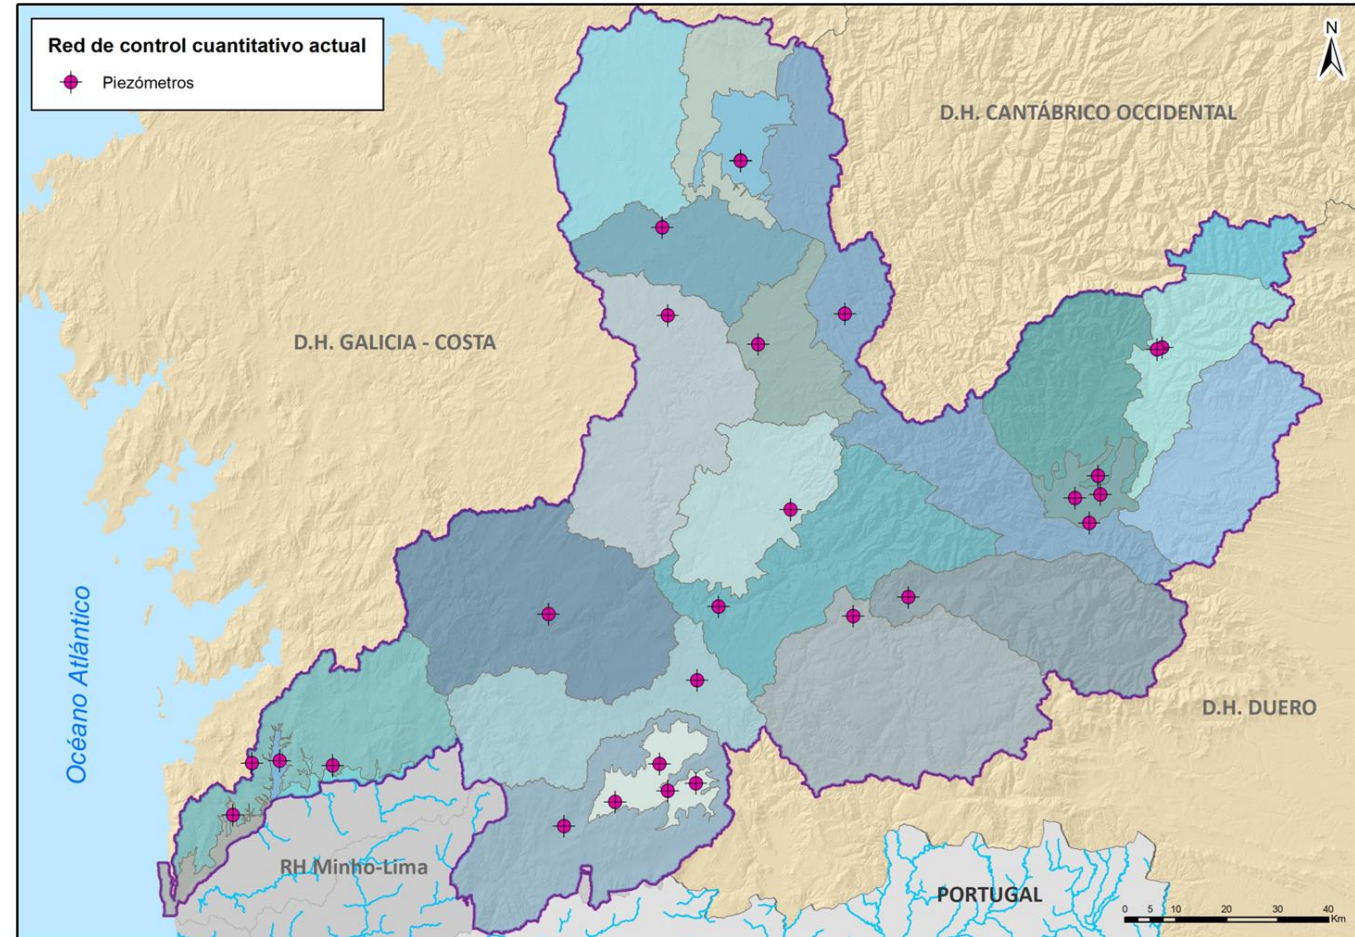 Red de control cuantitativo actual
Piezómetros
N
D.H. CANTÁBRICO OCCIDENTAL
D.H. GALICIA - COSTA
Océano Atlántico
D.H. DUERO
RH Minho-Lima
PORTUGAL
0 5 10 20 30 40
Km